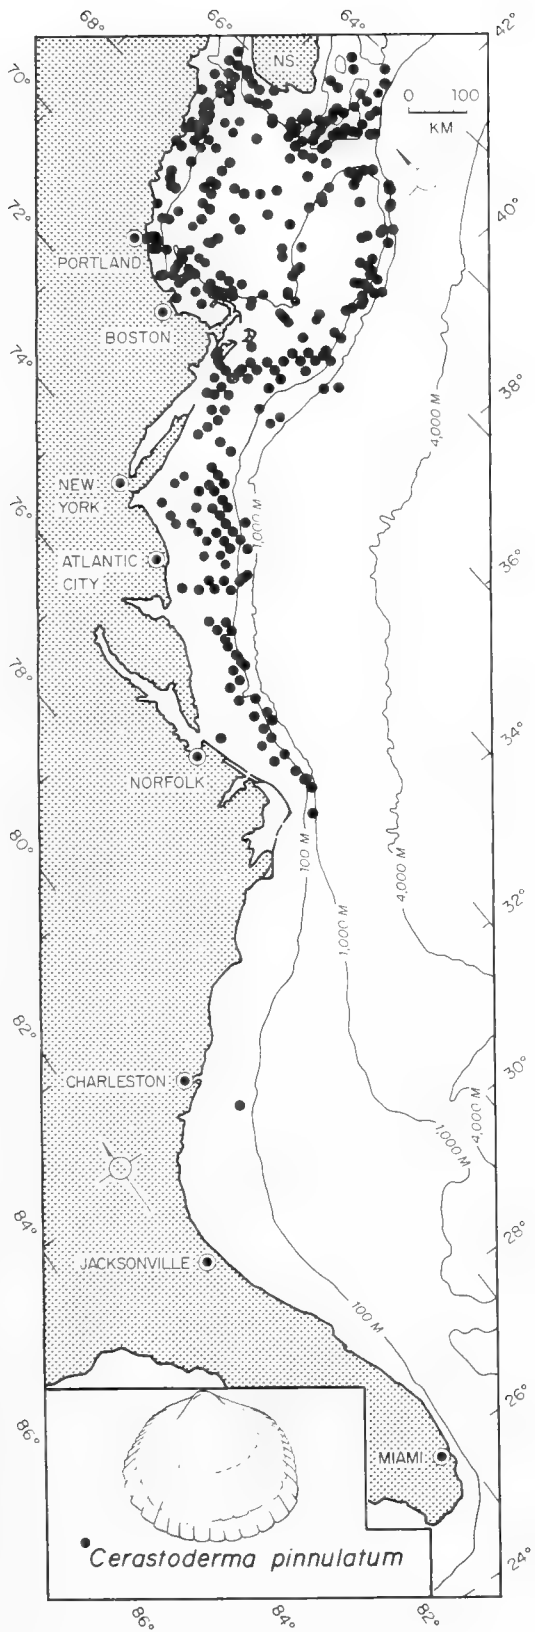 68°
66°
64°
42°
NS
70°
0 100
KM
40°
72°
PORTLAND
BOSTON
74°
38°
4,000 M
NEW
YORK
76°
1,000 M
ATLANTIC
CITY
36°
78°
34°
NORFOLK
80°
100 M
4,000 M
32°
1,000 M
82°
30°
CHARLESTON
4,000 M
1,000 M
84°
28°
JACKSONVILLE
100 M
26°
86°
MIAMI
Cerastoderma pinnulatum
24°
86°
84°
82°